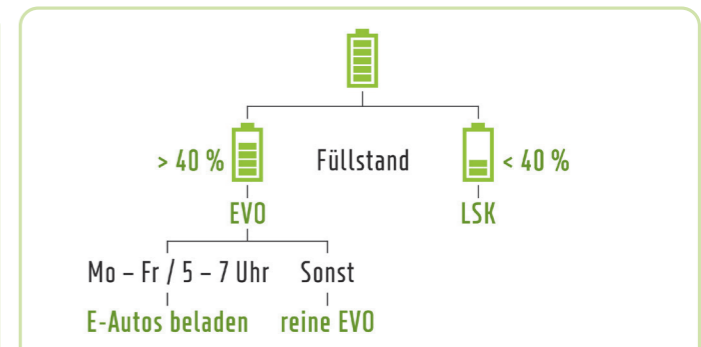 > 40 % Füllstand < 40 %
EVO LSK
Mo – Fr / 5 – 7 Uhr Sonst
E-Autos beladen reine EVO